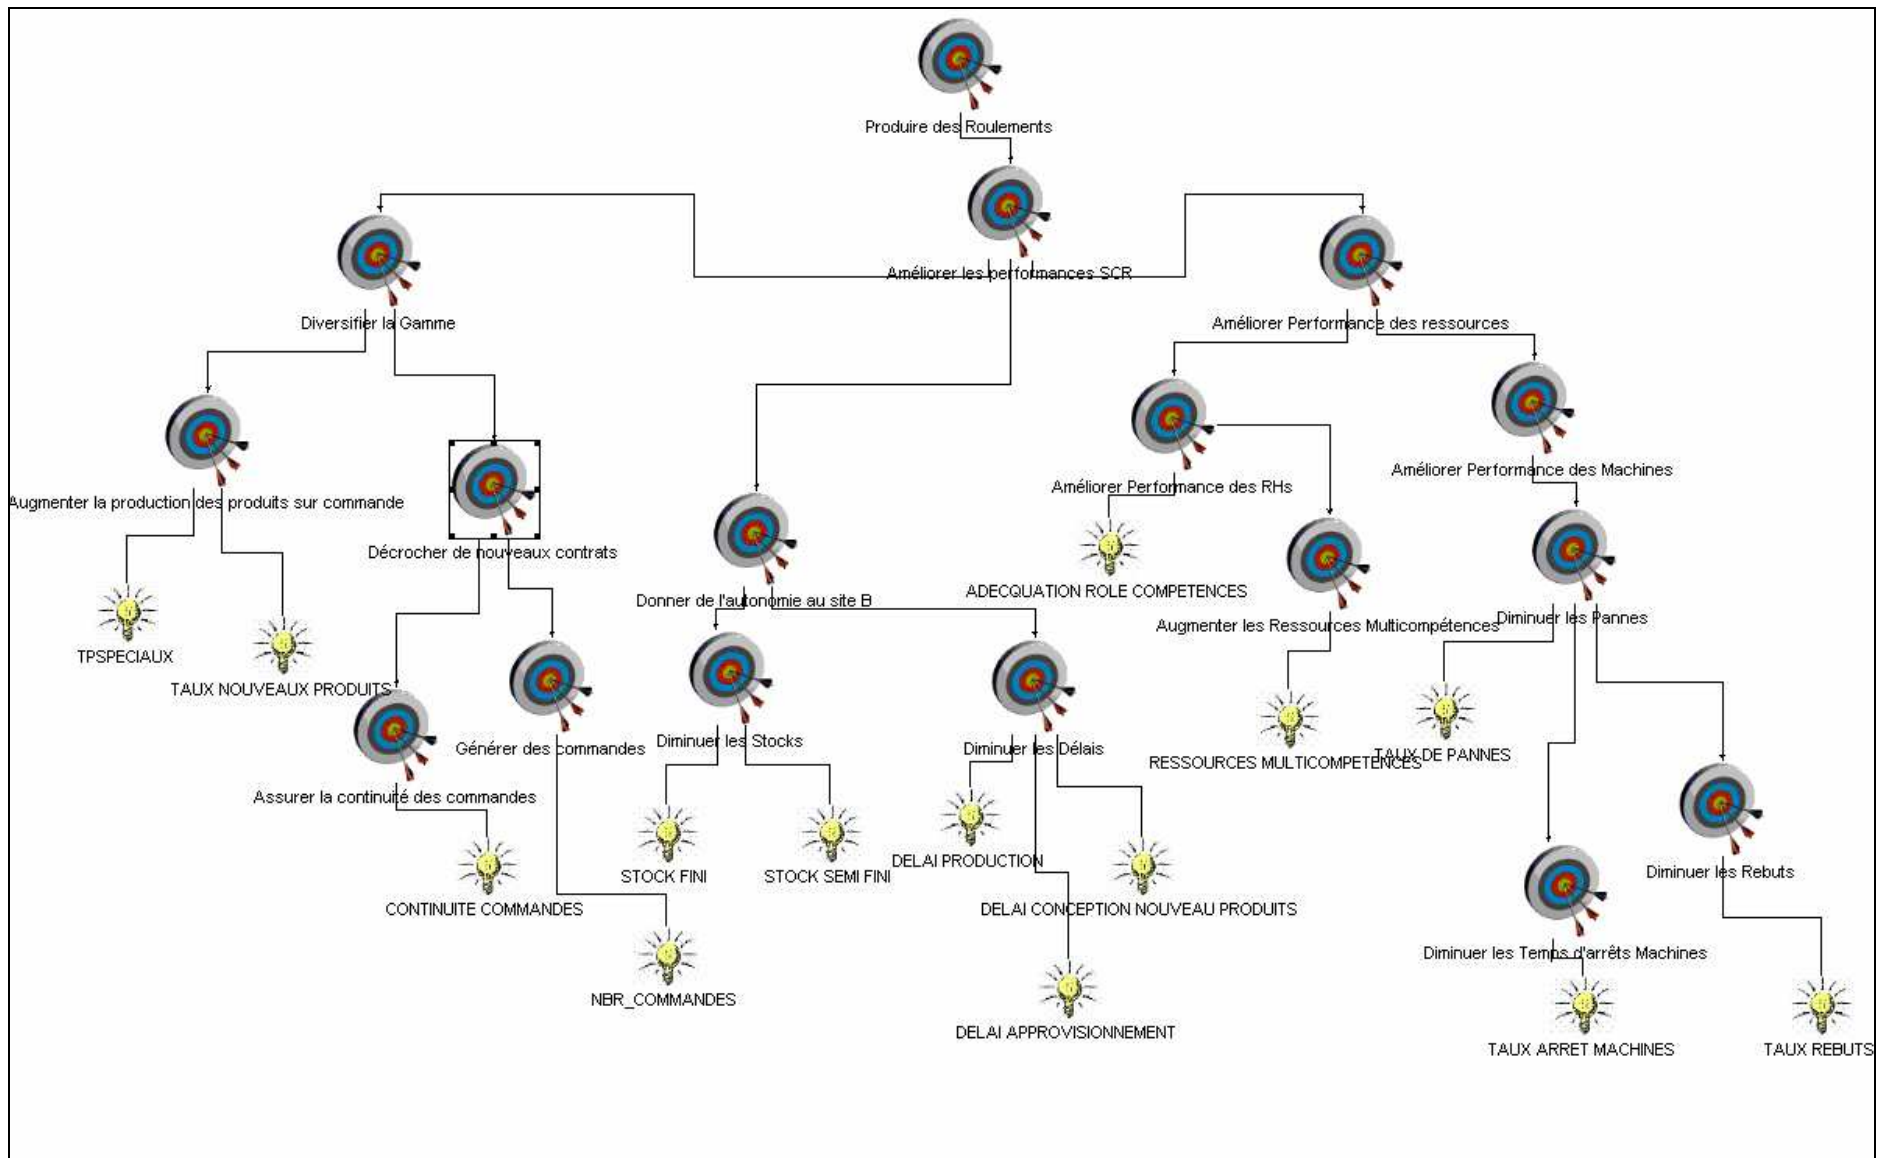 Produire des Roulements
Améliorer les performances SCR
Diversifier la Gamme
Améliorer Performance des ressources
Améliorer Performance des Machines
Améliorer Performance des RHs
Augmenter la production des produits sur commande
Décrocher de nouveaux contrats
Donner de l'autonomie au site B
ADECQUATION ROLE COMPETENCES
Augmenter les Ressources Multicompétences
Diminuer les Pannes
TPSPECIAUX
TAUX NOUVEAUX PRODUITS
Générer des commandes
Diminuer les Stocks
Diminuer les Délais
RESSOURCES MULTICOMPETENCES
TAUX DE PANNES
Assurer la continuité des commandes
STOCK FINI
STOCK SEMI FINI
DELAI PRODUCTION
Diminuer les Rebuts
CONTINUITE COMMANDES
DELAI CONCEPTION NOUVEAU PRODUITS
Diminuer les Temps d'arrêts Machines
NBR_COMMANDES
DELAI APPROVISIONNEMENT
TAUX ARRET MACHINES
TAUX REBUTS